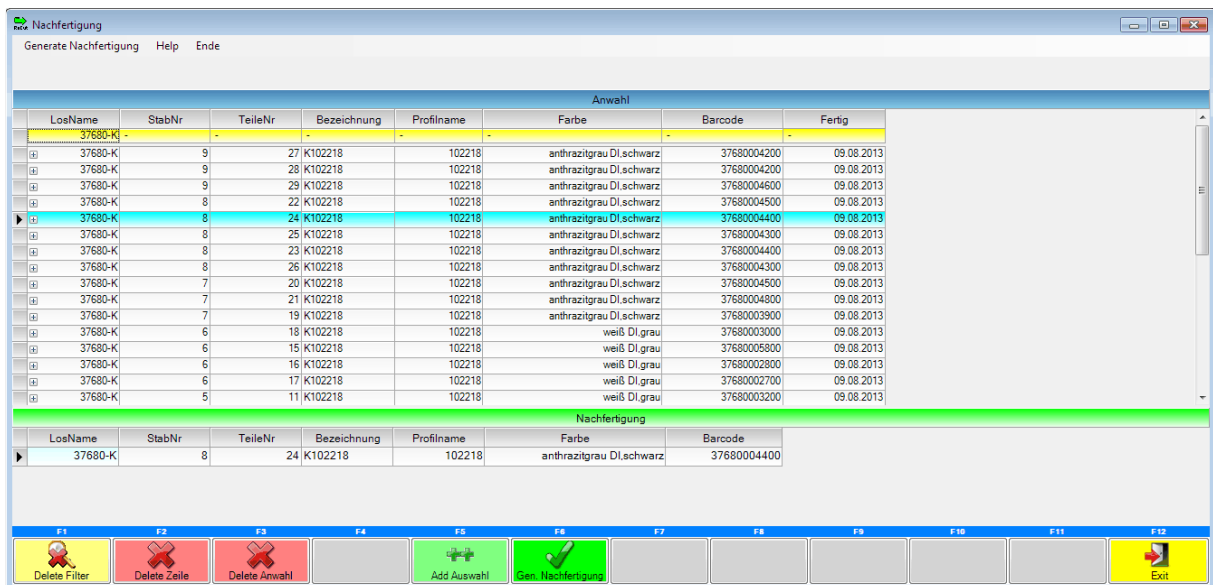 ReCut Nachfertigung
Generate Nachfertigung Help Ende
Anwahl
LosName StabNr TeileNr Bezeichnung Profilname Farbe Barcode Fertig
37680-K - - - - - - -
37680-K 9 27 K102218 102218 anthrazitgrau DI,schwarz 37680004200 09.08.2013
37680-K 9 28 K102218 102218 anthrazitgrau DI,schwarz 37680004200 09.08.2013
37680-K 9 29 K102218 102218 anthrazitgrau DI,schwarz 37680004600 09.08.2013
37680-K 8 22 K102218 102218 anthrazitgrau DI,schwarz 37680004500 09.08.2013
37680-K 8 24 K102218 102218 anthrazitgrau DI,schwarz 37680004400 09.08.2013
37680-K 8 25 K102218 102218 anthrazitgrau DI,schwarz 37680004300 09.08.2013
37680-K 8 23 K102218 102218 anthrazitgrau DI,schwarz 37680004400 09.08.2013
37680-K 8 26 K102218 102218 anthrazitgrau DI,schwarz 37680004300 09.08.2013
37680-K 7 20 K102218 102218 anthrazitgrau DI,schwarz 37680004500 09.08.2013
37680-K 7 21 K102218 102218 anthrazitgrau DI,schwarz 37680004800 09.08.2013
37680-K 7 19 K102218 102218 anthrazitgrau DI,schwarz 37680003900 09.08.2013
37680-K 6 18 K102218 102218 weiß DI,grau 37680003000 09.08.2013
37680-K 6 15 K102218 102218 weiß DI,grau 37680005800 09.08.2013
37680-K 6 16 K102218 102218 weiß DI,grau 37680002800 09.08.2013
37680-K 6 17 K102218 102218 weiß DI,grau 37680002700 09.08.2013
37680-K 5 11 K102218 102218 weiß DI,grau 37680003200 09.08.2013
Nachfertigung
LosName StabNr TeileNr Bezeichnung Profilname Farbe Barcode
37680-K 8 24 K102218 102218 anthrazitgrau DI,schwarz 37680004400
F1 F2 F3 F4 F5 F6 F7 F8 F9 F10 F11 F12
Delete Filter Delete Zeile Delete Anwahl Add Auswahl Gen. Nachfertigung Exit